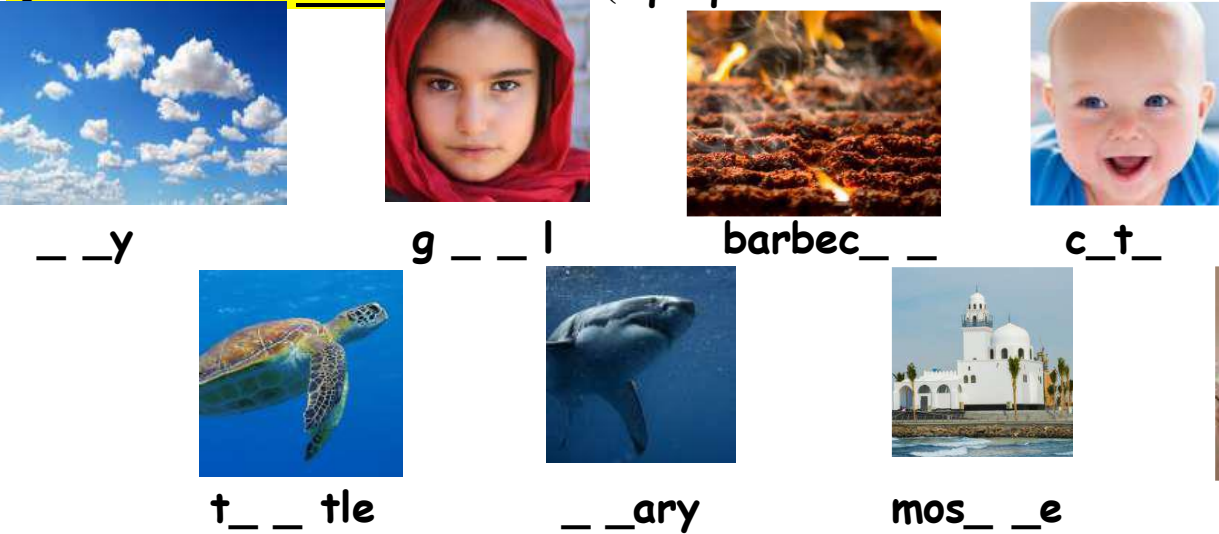 _ _y g _ _ l barbec_ _ c_t_
t_ _ tle _ _ary mos_ _e